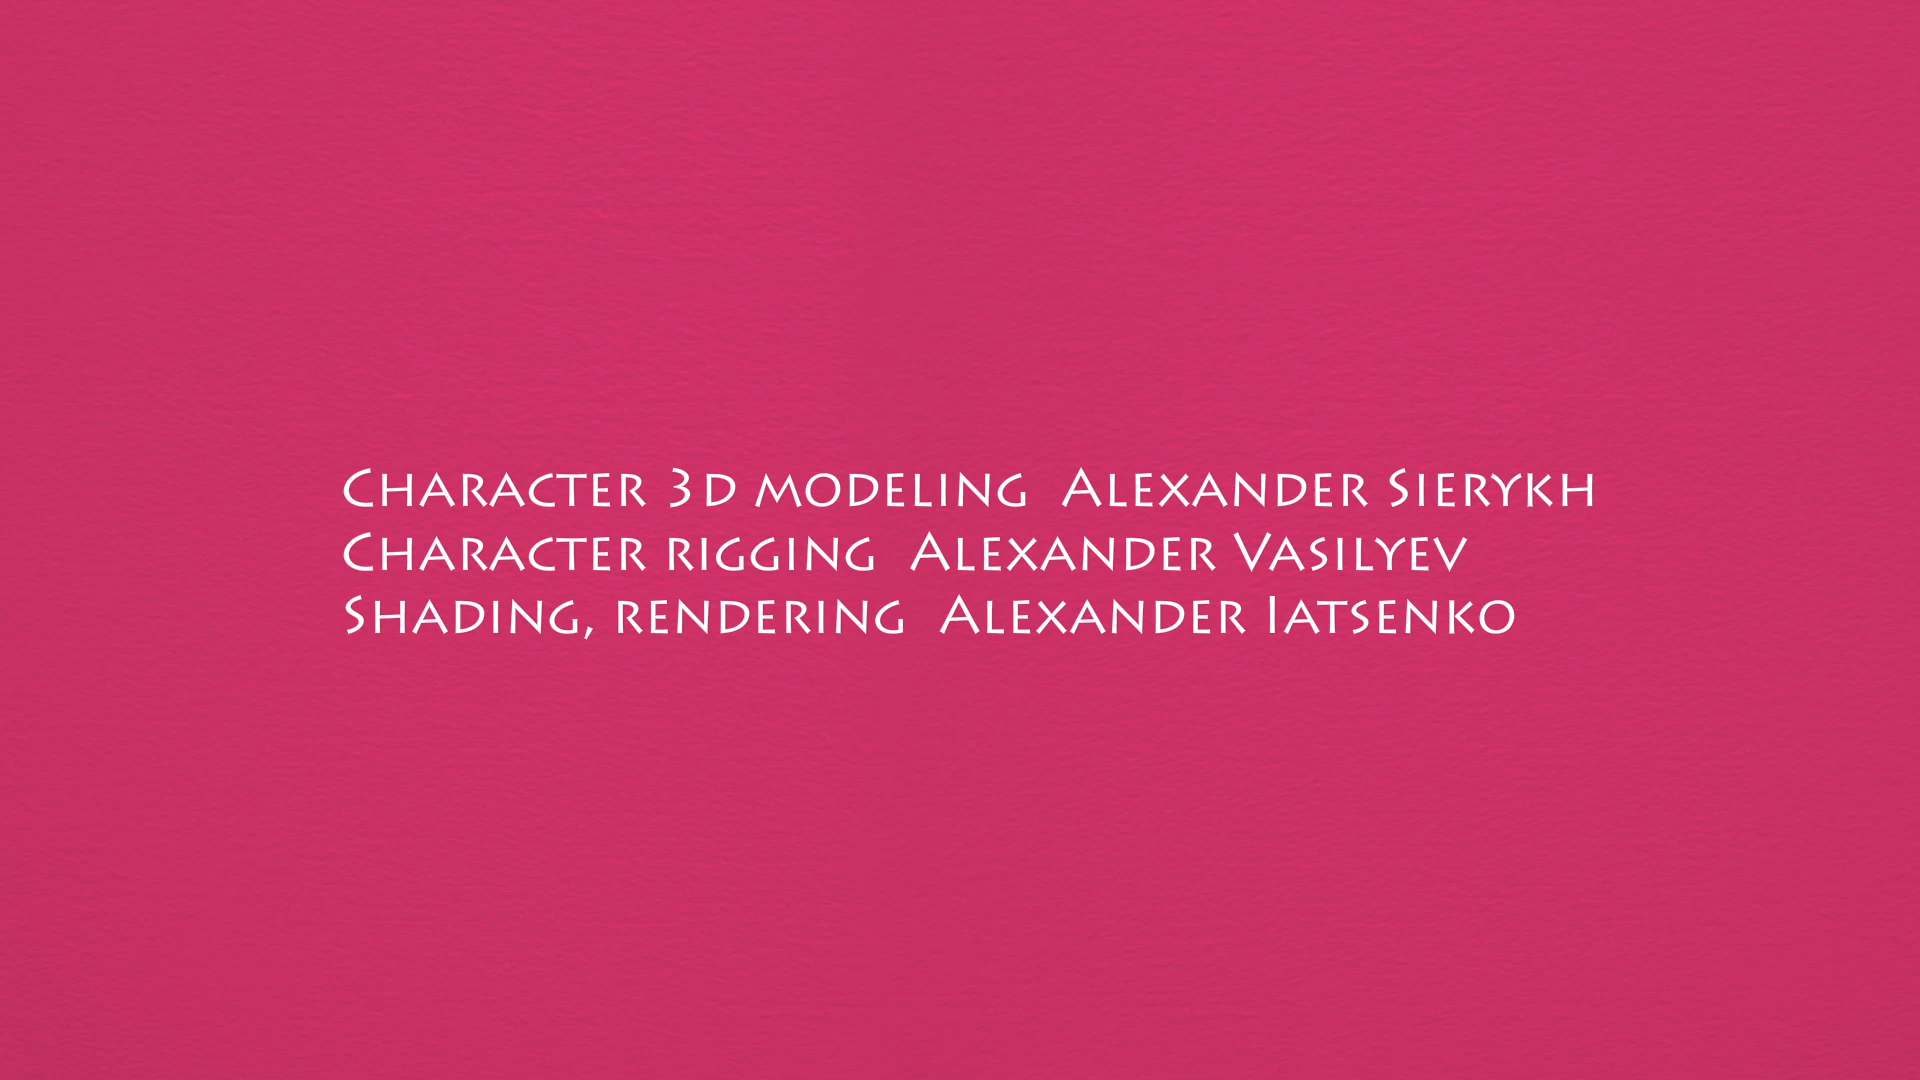 Character 3d modeling Alexander Sierykh
Character rigging Alexander Vasilyev
Shading, rendering Alexander Iatsenko